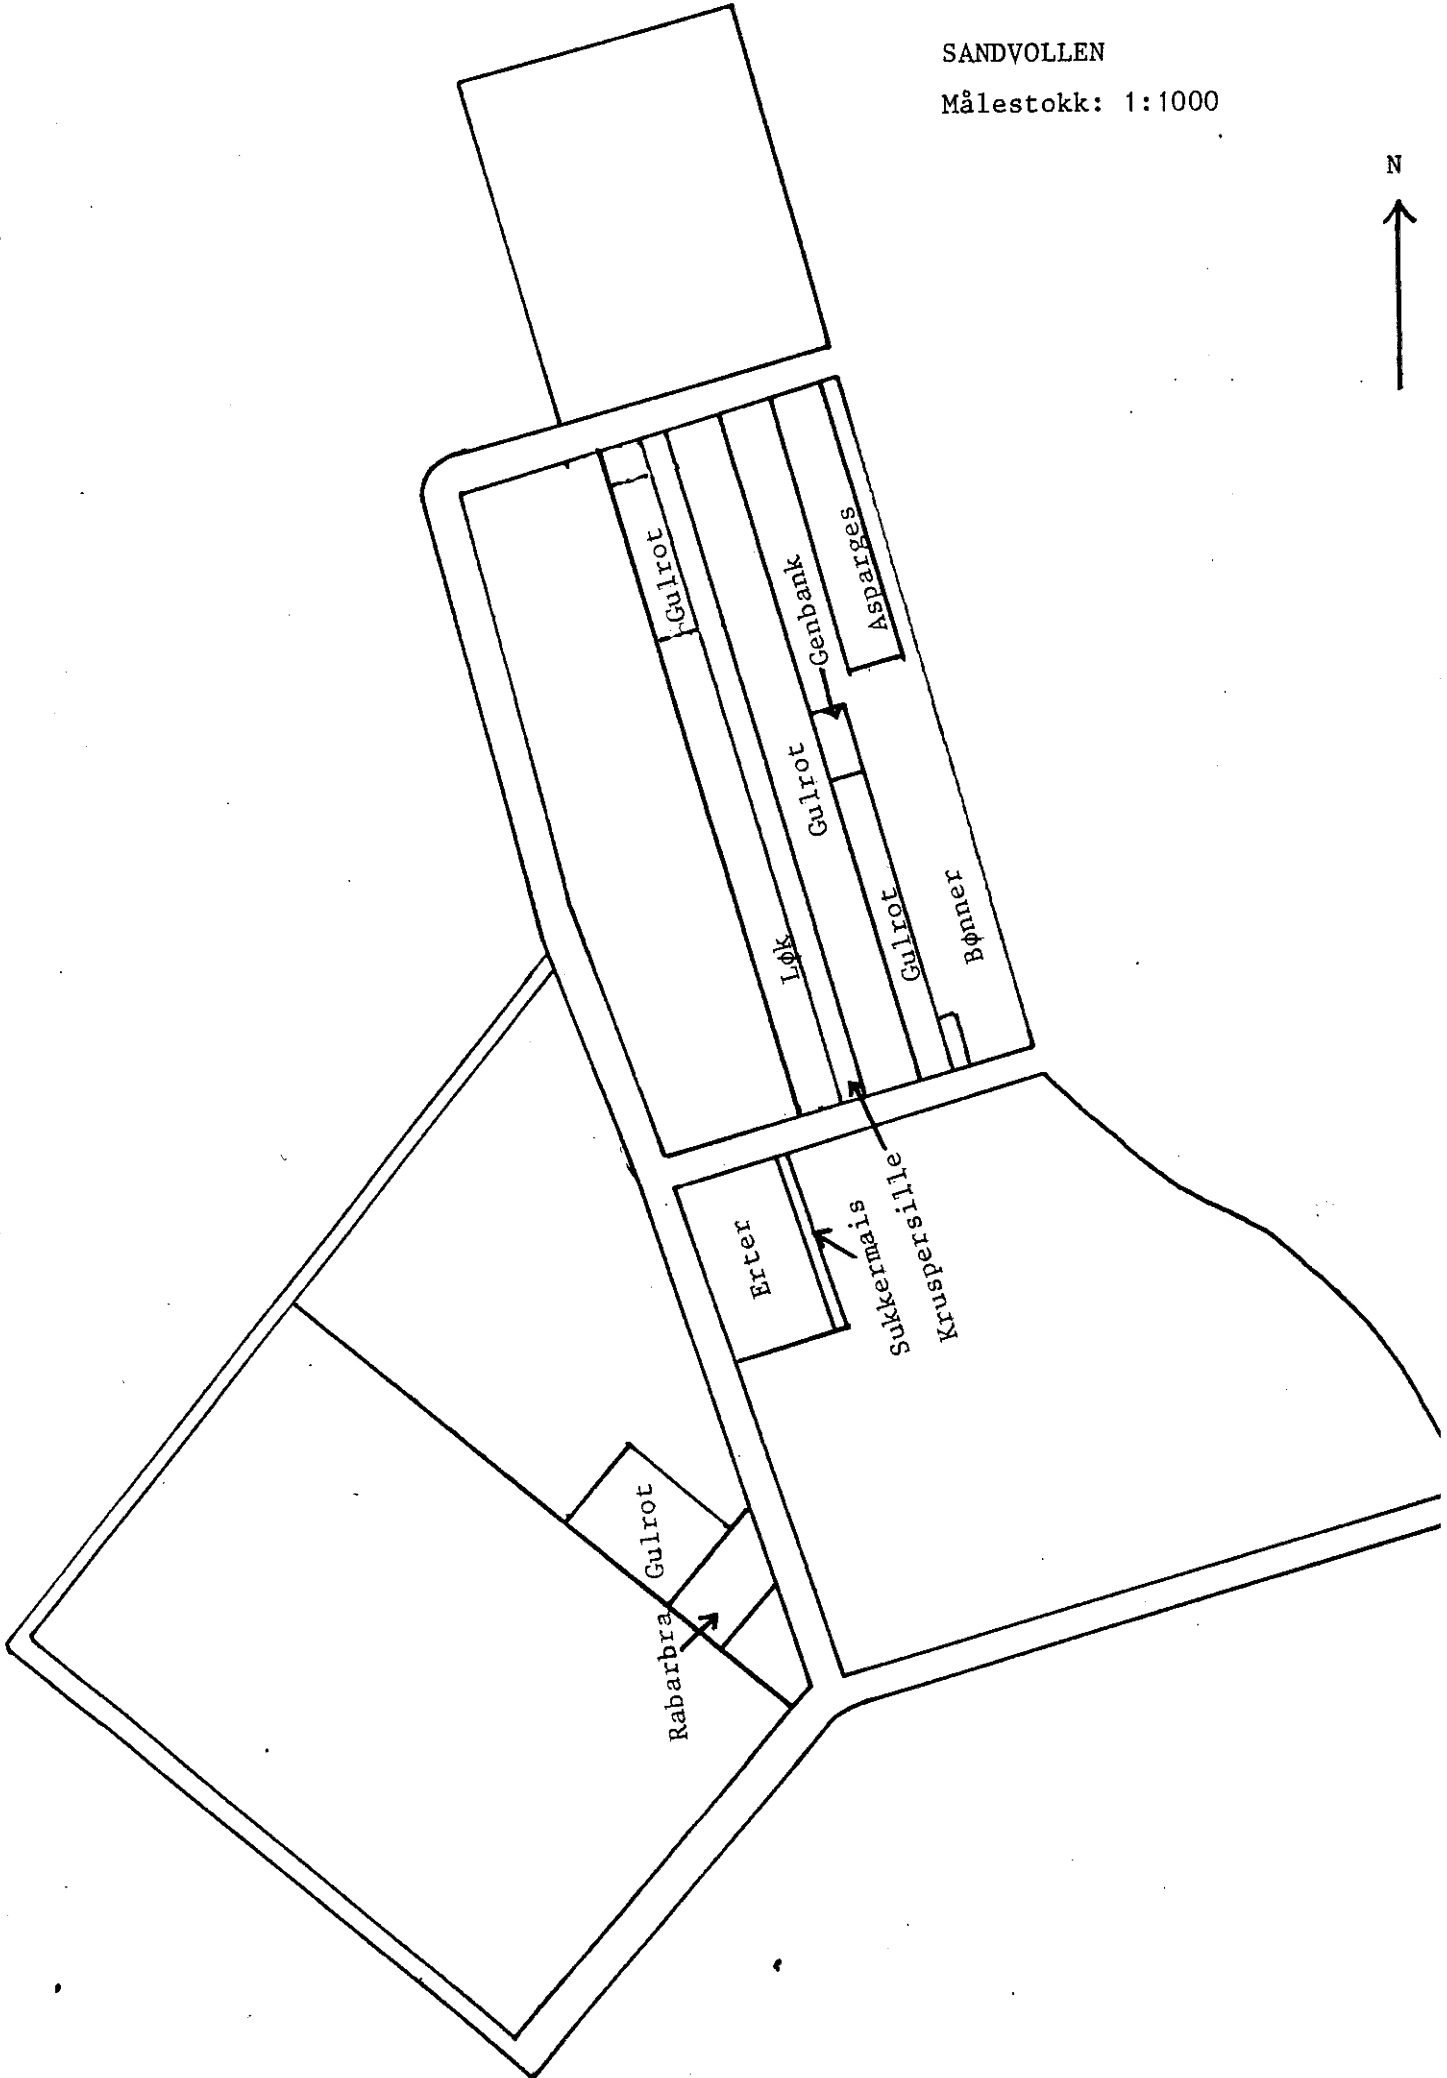 SANDVOLLEN
Målestokk: 1:1000
N
Gulrot
Asparges
Genbank
Gulrot
Gulrot
Bønner
Løk
Kruspersille
Sukkermais
Erter
Gulrot
Rabarbra